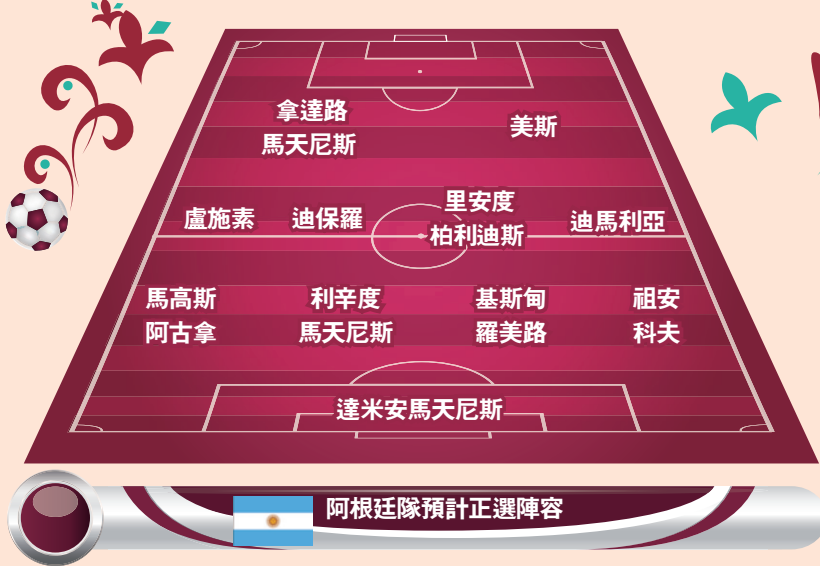 拿達路
馬天尼斯
美斯
盧施素
迪保羅
里安度
柏利迪斯
迪馬利亞
馬高斯
阿古拿
利辛度
馬天尼斯
基斯甸
羅美路
祖安
科夫
達米安馬天尼斯
阿根廷隊預計正選陣容